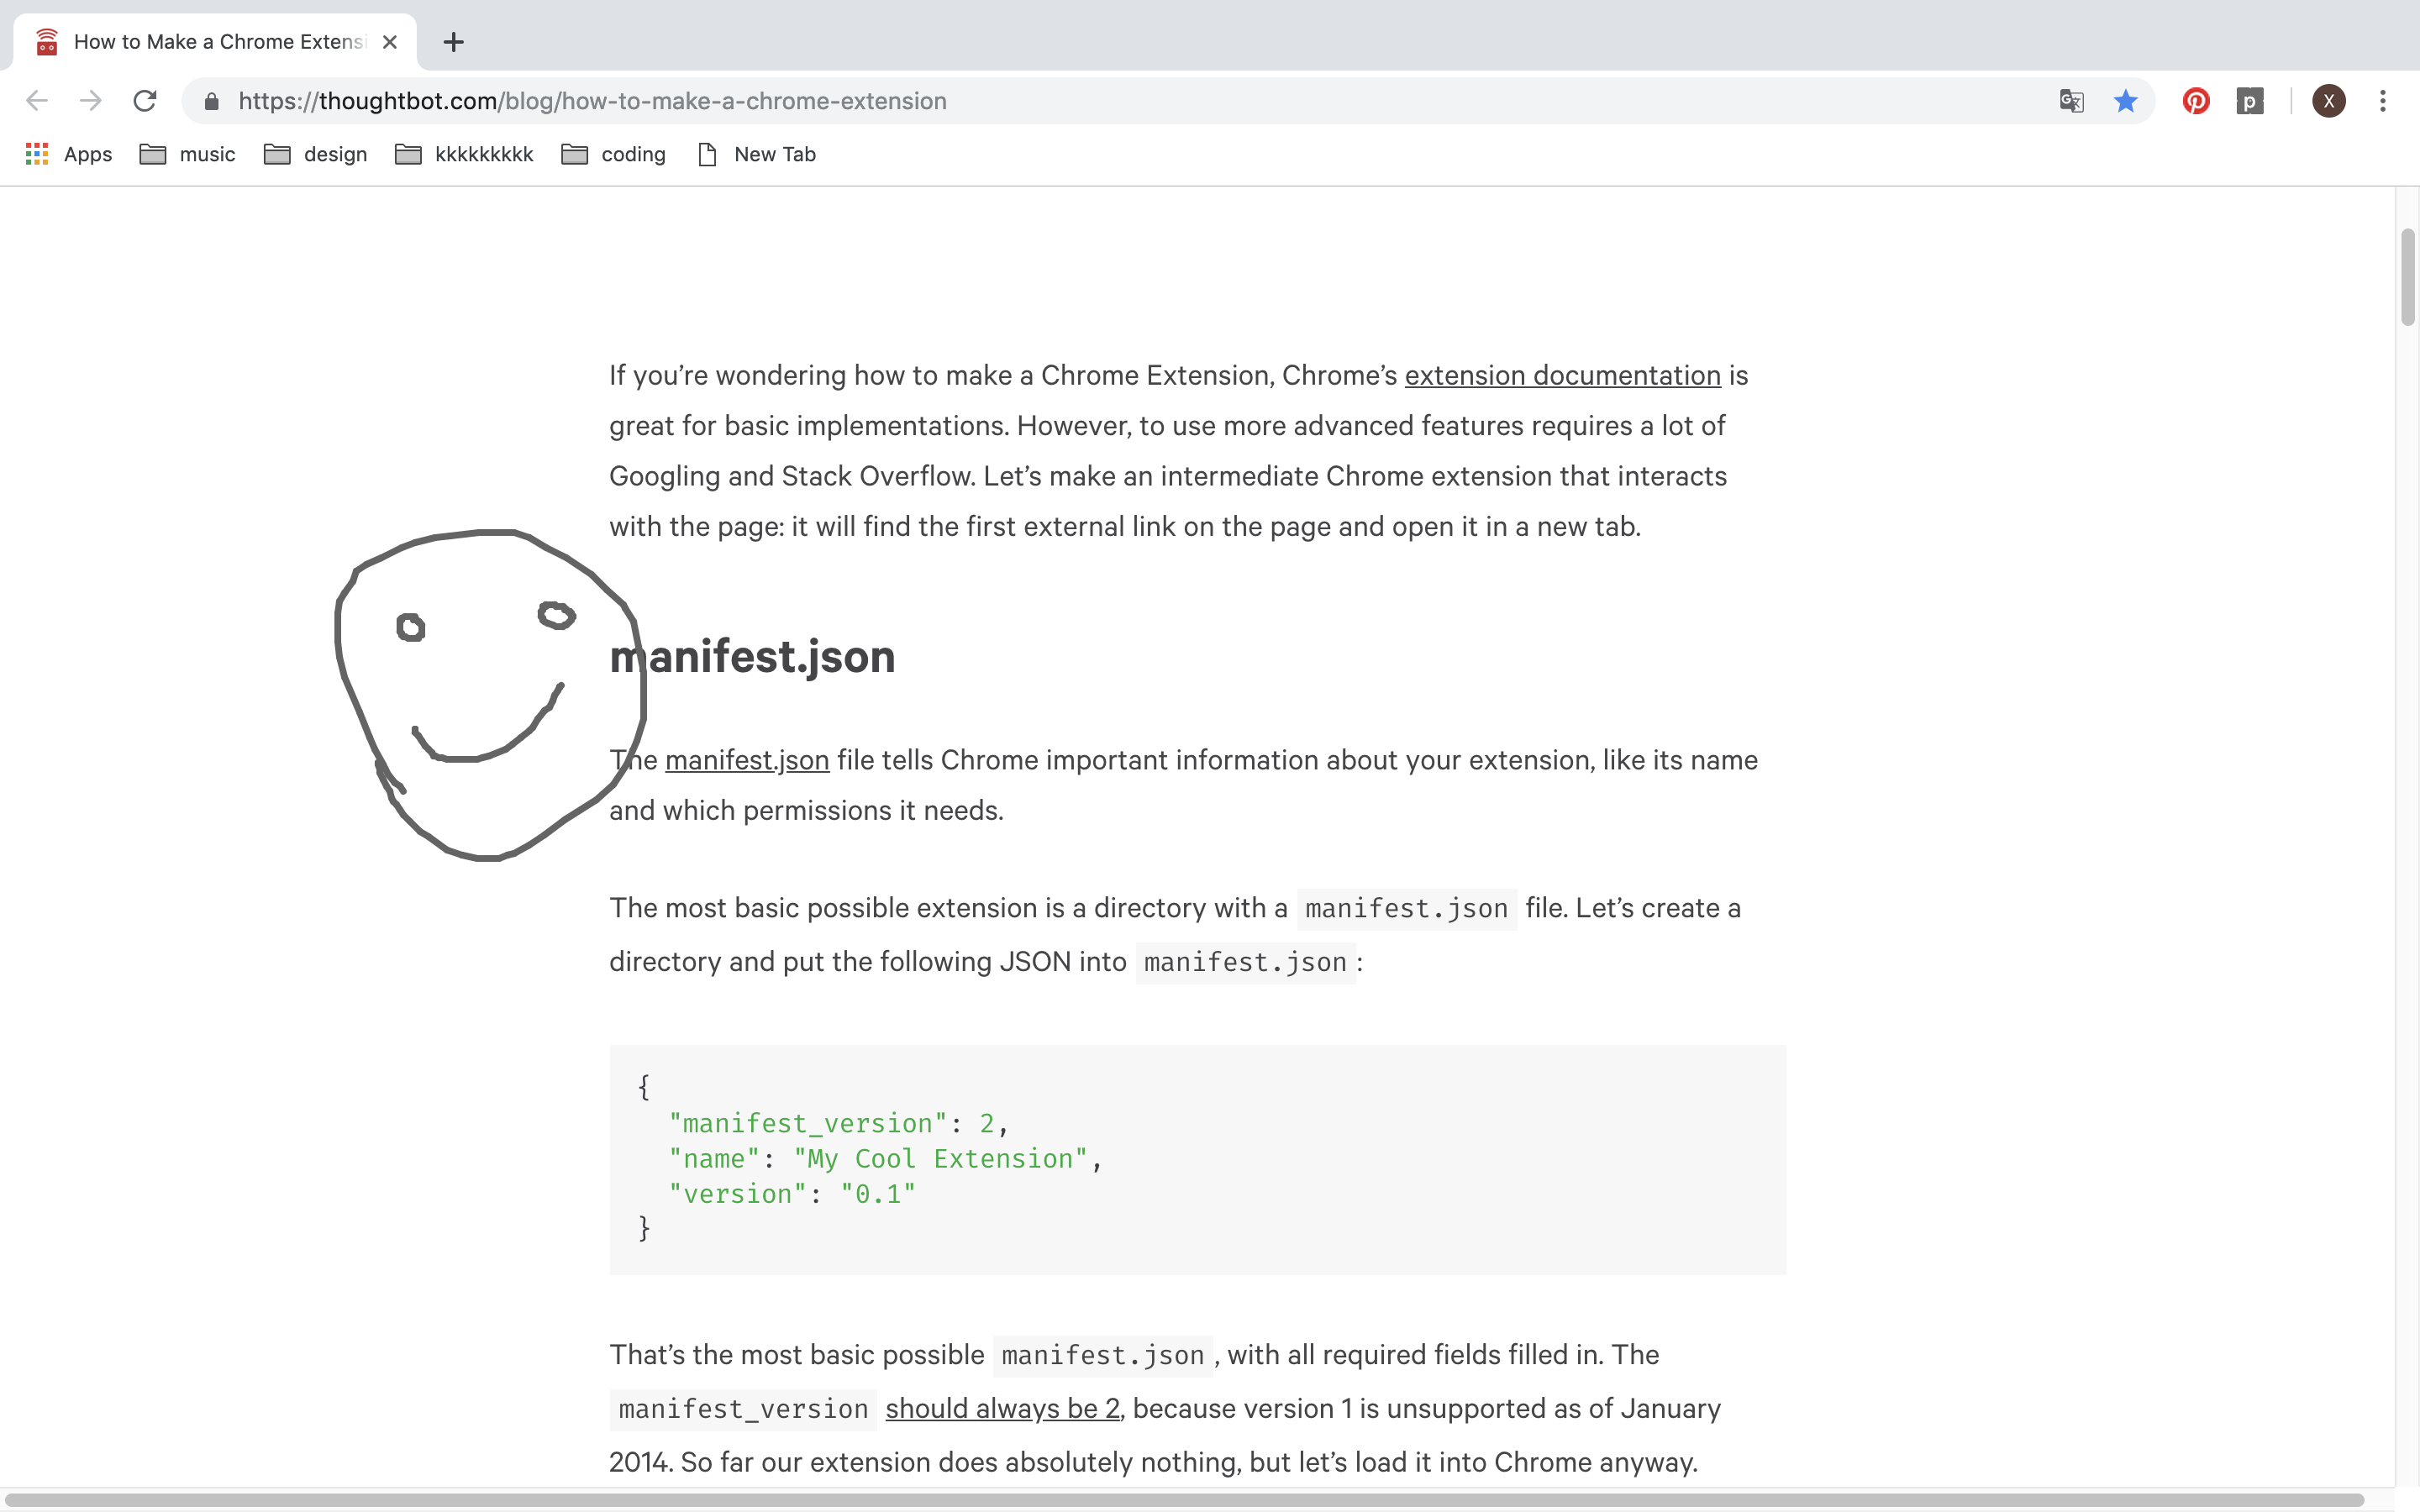 How to Make a Chrome Extensi
https://thoughtbot.com/blog/how-to-make-a-chrome-extension
X
Apps music design kkkkkkkkk coding New Tab
If you’re wondering how to make a Chrome Extension, Chrome’s extension documentation is
great for basic implementations. However, to use more advanced features requires a lot of
Googling and Stack Overflow. Let’s make an intermediate Chrome extension that interacts
with the page: it will find the first external link on the page and open it in a new tab.
manifest.json
The manifest.json file tells Chrome important information about your extension, like its name
and which permissions it needs.
The most basic possible extension is a directory with a manifest.json file. Let’s create a
directory and put the following JSON into manifest.json:
{
"manifest_version": 2,
"name": "My Cool Extension",
"version": "0.1"
}
That’s the most basic possible manifest.json, with all required fields filled in. The
manifest_version should always be 2, because version 1 is unsupported as of January
2014. So far our extension does absolutely nothing, but let’s load it into Chrome anyway.